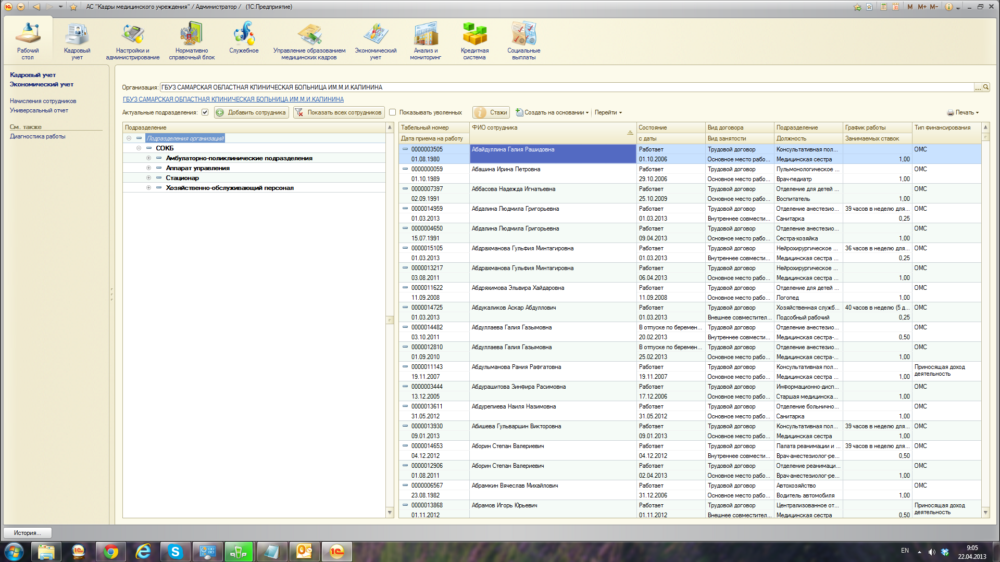 АС "Кадры медицинского учреждения" / Администратор / (1С:Предприятие)
M M+ M-
Рабочий стол
Кадровый учет
Настройки и администрирование
Нормативно справочный блок
Служебное
Управление образованием медицинских кадров
Экономический учет
Анализ и мониторинг
Кредитная система
Социальные выплаты
Кадровый учет
Экономический учет
Начисления сотрудников
Универсальный отчет
См. также
Диагностика работы
Организация: ГБУЗ САМАРСКАЯ ОБЛАСТНАЯ КЛИНИЧЕСКАЯ БОЛЬНИЦА ИМ.М.И.КАЛИНИНА ...
ГБУЗ САМАРСКАЯ ОБЛАСТНАЯ КЛИНИЧЕСКАЯ БОЛЬНИЦА ИМ.М.И.КАЛИНИНА
Актуальные подразделения: Добавить сотрудника Показать всех сотрудников Показывать уволенных Стажи Создать на основании Перейти Печать
Подразделение
Подразделения организаций
СОКБ
Амбулаторно-поликлинические подразделения
Аппарат управления
Стационар
Хозяйственно-обслуживающий персонал
Табельный номер ФИО сотрудника Состояние Вид договора Подразделение График работы Тип финансирования
Дата приема на работу с даты Вид занятости Должность Занимаемых ставок
0000003505 Абайдуллина Галия Рашидовна Работает Трудовой договор Консультативная пол... ОМС
01.08.1980 01.10.2006 Основное место рабо... Медицинская сестра 1,00
0000000059 Абашина Ирина Петровна Работает Трудовой договор Пульмонологическое ... ОМС
01.10.1989 29.10.2006 Основное место рабо... Врач-педиатр 1,00
0000007397 Аббасова Надежда Игнатьевна Работает Трудовой договор Отделение для детей ... ОМС
02.09.1991 25.10.2009 Основное место рабо... Воспитатель 1,00
0000014959 Абдалина Людмила Григорьевна Работает Трудовой договор Отделение анестезио... 39 часов в неделю для... ОМС
01.03.2013 01.03.2013 Внутреннее совмести... Санитарка 0,25
0000004650 Абдалина Людмила Григорьевна Работает Трудовой договор Отделение анестезио... ОМС
15.07.1991 09.04.2013 Основное место рабо... Сестра-хозяйка 1,00
0000015105 Абдрахманова Гульфия Минтагировна Работает Трудовой договор Нейрохирургическое ... 36 часов в неделю для... ОМС
01.03.2013 01.03.2013 Внутреннее совмести... Медицинская сестра ... 0,25
0000013217 Абдрахманова Гульфия Минтагировна Работает Трудовой договор Нейрохирургическое ... ОМС
03.08.2011 06.04.2013 Основное место рабо... Медицинская сестра ... 1,00
0000011622 Абдряхимова Эльвира Хайдаровна Работает Трудовой договор Отделение для детей ... ОМС
11.09.2008 11.09.2008 Основное место рабо... Логопед 1,00
0000014725 Абдукаликов Аскар Абдуллович Работает Трудовой договор Хозяйственная служб... 40 часов в неделю (5 д... ОМС
01.03.2013 01.03.2013 Внешнее совместител... Подсобный рабочий 0,25
0000014482 Абдуллаева Галия Газымовна В отпуске по беремен... Трудовой договор Отделение анестезио... ОМС
03.10.2011 20.02.2013 Внутреннее совмести... Медицинская сестра-... 0,50
0000012810 Абдуллаева Галия Газымовна В отпуске по беремен... Трудовой договор Отделение анестезио... ОМС
01.09.2010 25.02.2013 Основное место рабо... Медицинская сестра-... 1,00
0000011143 Абдульманова Рания Рафгатовна Работает Трудовой договор Консультативная пол... Приносящая доход деятельность
19.11.2007 19.11.2007 Основное место рабо... Медицинская сестра ... 1,00
0000003444 Абдурашитова Зинфира Расимовна Работает Трудовой договор Информационно-дисп... ОМС
13.12.2005 17.12.2006 Основное место рабо... Старшая медицинска... 1,00
0000013611 Абдурепиева Наиля Назимовна Работает Трудовой договор Отделение больнично... ОМС
31.05.2012 31.05.2012 Основное место рабо... Санитарка 1,00
0000013930 Абишева Гульваршин Викторовна Работает Трудовой договор Консультативная пол... 39 часов в неделю для... ОМС
09.01.2013 09.01.2013 Основное место рабо... Медицинская сестра 1,00
0000014653 Аборин Степан Валериевич Работает Трудовой договор Палата реанимации и ... 39 часов в неделю для... ОМС
04.12.2012 04.12.2012 Внутреннее совмести... Врач-анестезиолог-ре... 0,50
0000012906 Аборин Степан Валериевич Работает Трудовой договор Отделение реанимаци... ОМС
01.08.2011 02.04.2013 Основное место рабо... Врач-анестезиолог-ре... 1,00
0000006567 Абрамкин Вячеслав Михайлович Работает Трудовой договор Автохозяйство ОМС
23.08.1982 31.12.2006 Основное место рабо... Водитель автомобиля 1,00
0000013868 Абрамов Игорь Юрьевич Работает Трудовой договор Централизованное от... Приносящая доход деятельность
01.11.2012 01.11.2012 Внешнее совместител... Медицинская сестра 0,50
История...
EN
9:05
22.04.2013